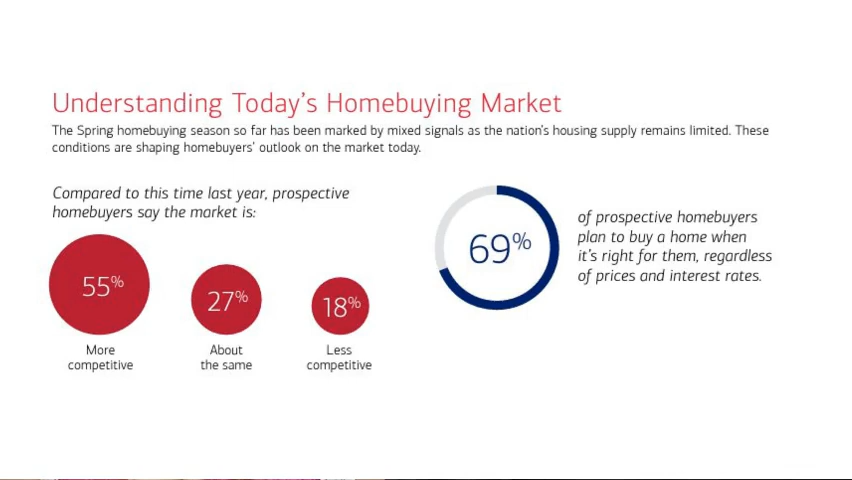 Understanding Today's Homebuying Market
The Spring homebuying season so far has been marked by mixed signals as the nation's housing supply remains limited. These
conditions are shaping homebuyers' outlook on the market today.
Compared to this time last year, prospective
homebuyers say the market is:
55%
27%
18%
More
competitive
About
the same
Less
competitive
69%
of prospective homebuyers
plan to buy a home when
it's right for them, regardless
of prices and interest rates.